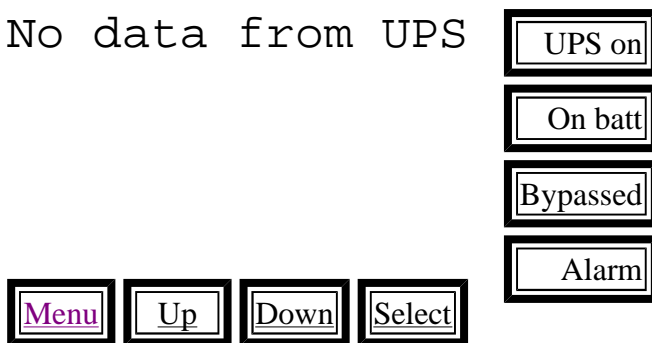 No data from UPS
UPS on
On batt
Bypassed
Alarm
Menu Up Down Select